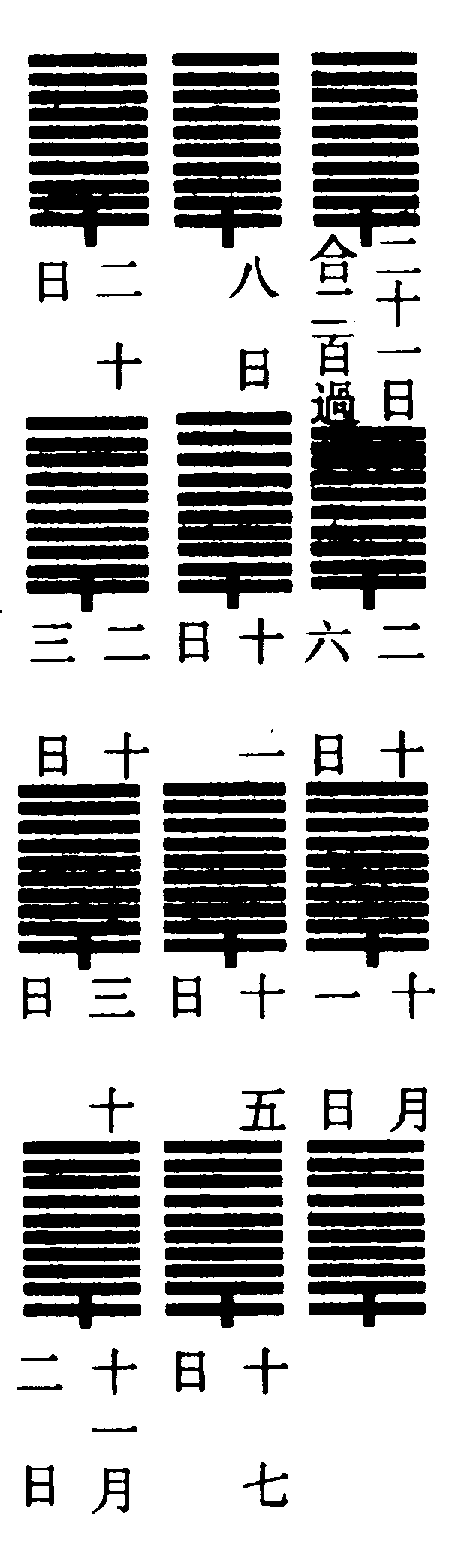 二十一日
合二百過
二十
六日
十月
一日
八日
十一
日
十五
日
十七
日
二十
日
二十
三日
三十
日
十一月
二日